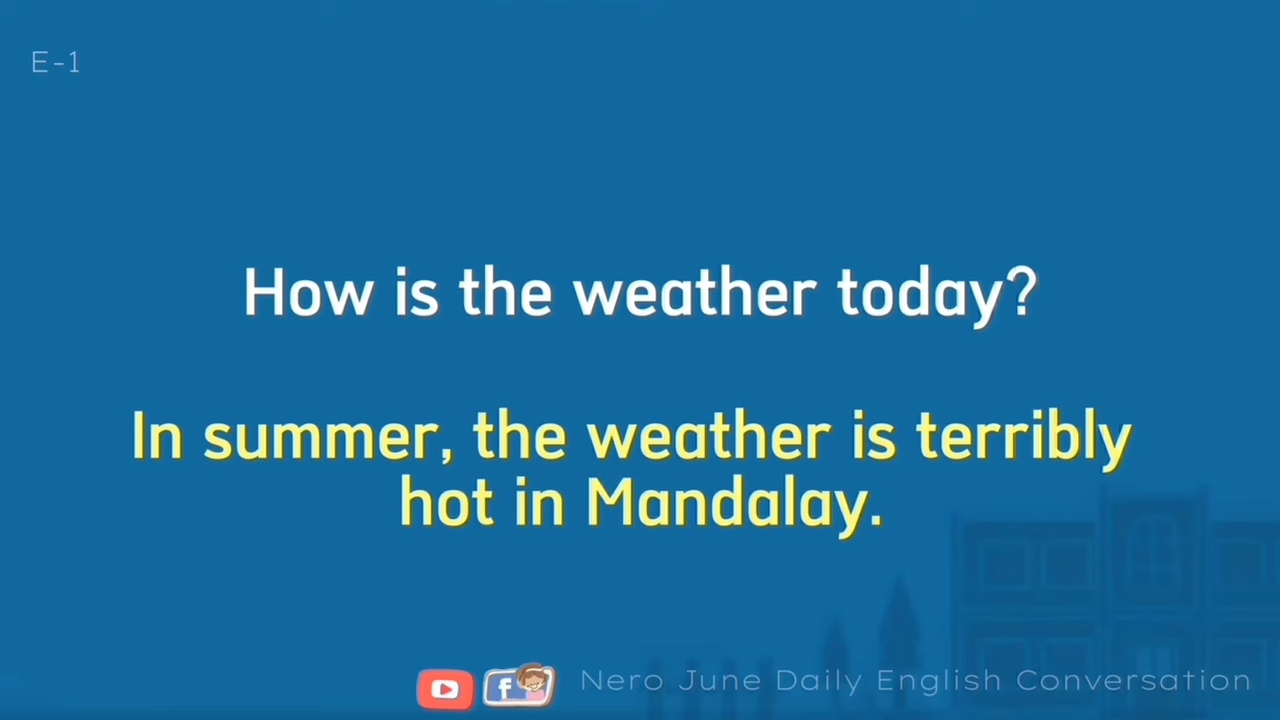 E-1
How is the weather today?
In summer, the weather is terribly
hot in Mandalay.
f
Nero June Daily English Conversation